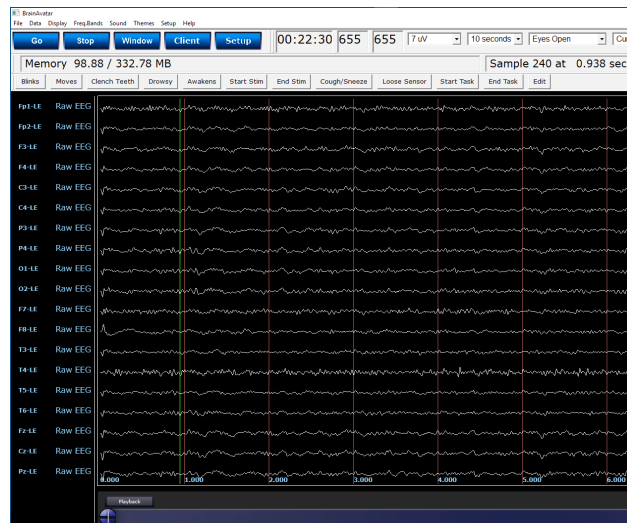 BrainAvatar
File Data Display Freq.Bands Sound Themes Setup Help
Go Stop Window Client Setup 00:22:30 655 655 7 uV 10 seconds Eyes Open Cu
Memory 98.88 / 332.78 MB Sample 240 at 0.938 sec
Blinks Moves Clench Teeth Drowsy Awakens Start Stim End Stim Cough/Sneeze Loose Sensor Start Task End Task Edit
Fp1-LE Raw EEG
Fp2-LE Raw EEG
F3-LE Raw EEG
F4-LE Raw EEG
C3-LE Raw EEG
C4-LE Raw EEG
P3-LE Raw EEG
P4-LE Raw EEG
O1-LE Raw EEG
O2-LE Raw EEG
F7-LE Raw EEG
F8-LE Raw EEG
T3-LE Raw EEG
T4-LE Raw EEG
T5-LE Raw EEG
T6-LE Raw EEG
Fz-LE Raw EEG
Cz-LE Raw EEG
Pz-LE Raw EEG
0.000 1.000 2.000 3.000 4.000 5.000 6.000
Playback